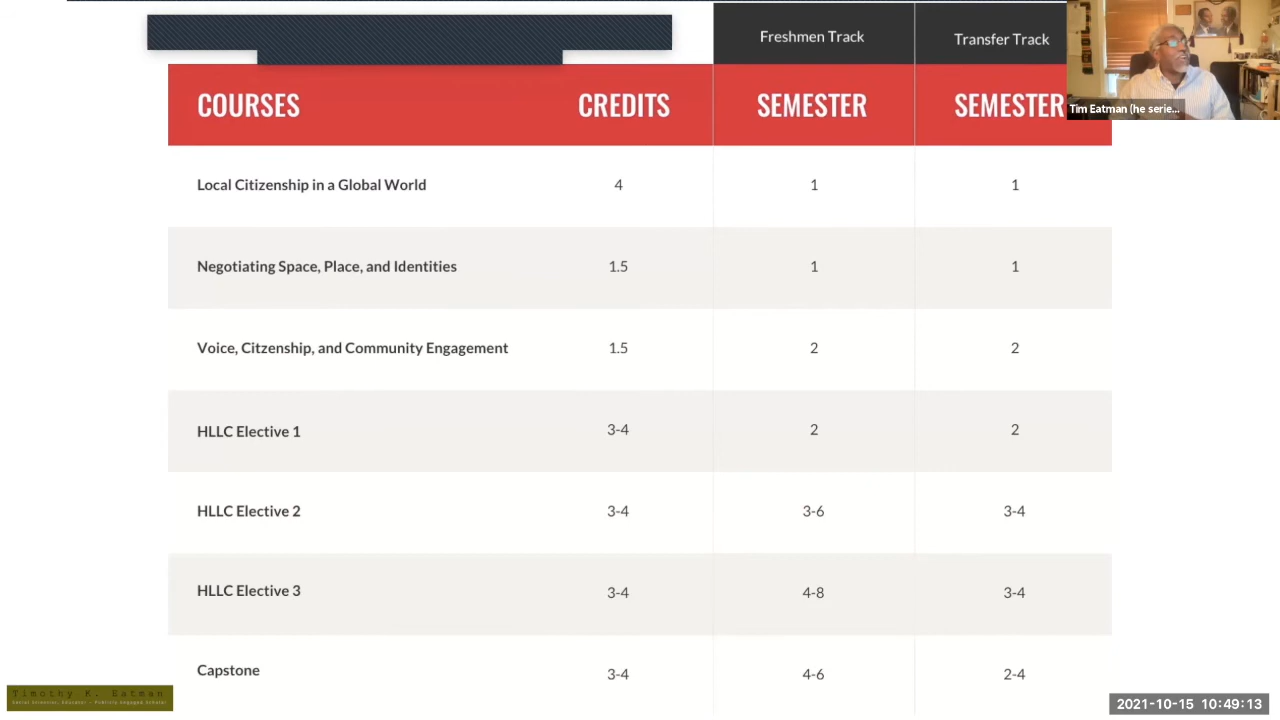 Freshmen Track Transfer Track
COURSES CREDITS SEMESTER SEMESTER
Tim Eatman (he serie...
Local Citizenship in a Global World 4 1 1
Negotiating Space, Place, and Identities 1.5 1 1
Voice, Citzenship, and Community Engagement 1.5 2 2
HLLC Elective 1 3-4 2 2
HLLC Elective 2 3-4 3-6 3-4
HLLC Elective 3 3-4 4-8 3-4
Capstone 3-4 4-6 2-4
Timothy K. Eatman
2021-10-15 10:49:13